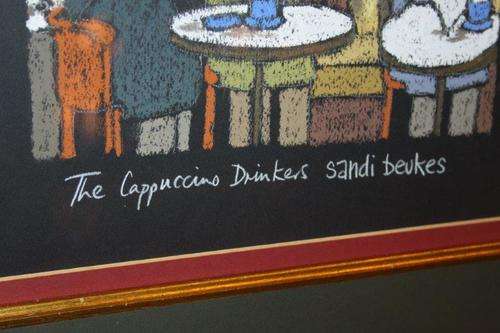 The Cappuccino Drinkers sandi beukes